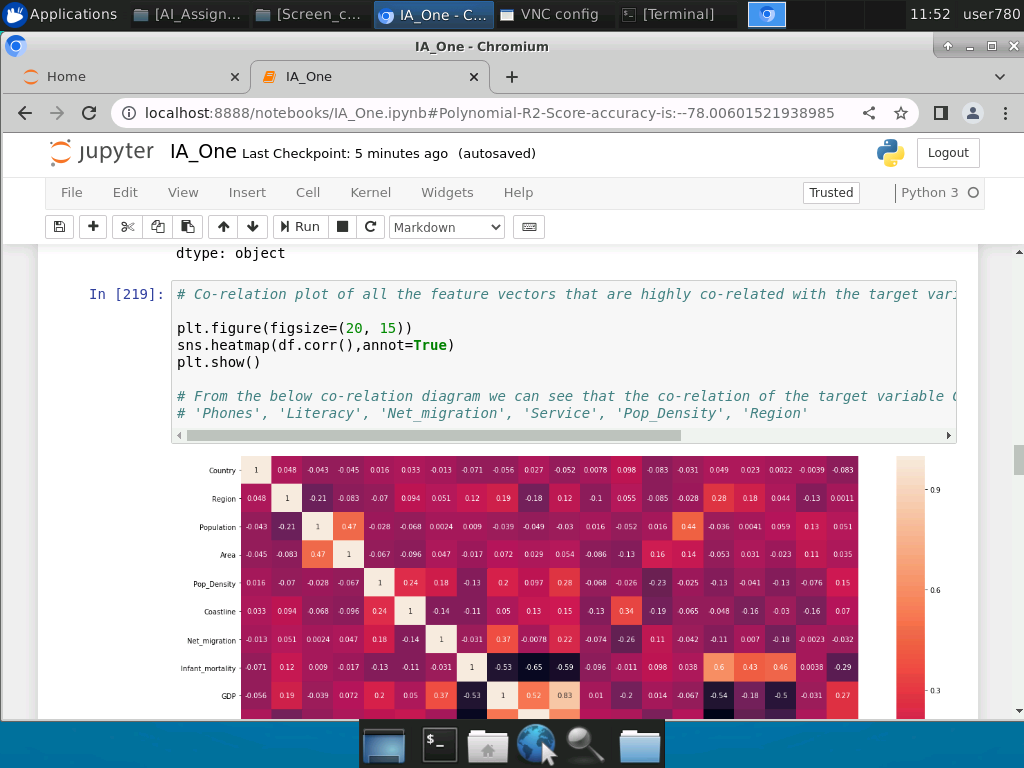 Applications [AI_Assign... [Screen_c... IA_One - C... VNC config [Terminal] 11:52 user780
IA_One - Chromium
Home IA_One
localhost:8888/notebooks/IA_One.ipynb#Polynomial-R2-Score-accuracy-is:--78.00601521938985
jupyter IA_One Last Checkpoint: 5 minutes ago (autosaved) Logout
File Edit View Insert Cell Kernel Widgets Help Trusted Python 3
Run Markdown
dtype: object
In [219]: # Co-relation plot of all the feature vectors that are highly co-related with the target vari
plt.figure(figsize=(20, 15))
sns.heatmap(df.corr(),annot=True)
plt.show()
# From the below co-relation diagram we can see that the co-relation of the target variable G
# 'Phones', 'Literacy', 'Net_migration', 'Service', 'Pop_Density', 'Region'
Country 1 0.048 -0.043 -0.045 0.016 0.033 -0.013 -0.071 -0.056 0.027 -0.052 0.0078 0.098 -0.083 -0.031 0.049 0.023 0.0022 -0.0039 -0.083
Region 0.048 1 -0.21 -0.083 -0.07 0.094 0.051 0.12 0.19 -0.18 0.12 -0.1 0.055 -0.085 -0.028 0.28 0.18 0.044 -0.13 0.0011
0.9
Population -0.043 -0.21 1 0.47 -0.028 -0.068 0.0024 0.009 -0.039 -0.049 -0.03 0.016 -0.052 0.016 0.44 -0.036 0.0041 0.059 0.13 0.051
Area -0.045 -0.083 0.47 1 -0.067 -0.096 0.047 -0.017 0.072 0.029 0.054 -0.086 -0.13 0.16 0.14 -0.053 0.031 -0.023 0.11 0.035
Pop_Density 0.016 -0.07 -0.028 -0.067 1 0.24 0.18 -0.13 0.2 0.097 0.28 -0.068 -0.026 -0.23 -0.025 -0.13 -0.041 -0.13 -0.076 0.15
0.6
Coastline 0.033 0.094 -0.068 -0.096 0.24 1 -0.14 -0.11 0.05 0.13 0.15 -0.13 0.34 -0.19 -0.065 -0.048 -0.16 -0.03 -0.16 0.07
Net_migration -0.013 0.051 0.0024 0.047 0.18 -0.14 1 -0.031 0.37 -0.0078 0.22 -0.074 -0.26 0.11 -0.042 -0.11 0.007 -0.18 -0.0023 -0.032
Infant_mortality -0.071 0.12 0.009 -0.017 -0.13 -0.11 -0.031 1 -0.53 -0.65 -0.59 -0.096 -0.011 0.098 0.038 0.6 0.43 0.46 0.0038 -0.29
GDP -0.056 0.19 -0.039 0.072 0.2 0.05 0.37 -0.53 1 0.52 0.83 0.01 -0.2 0.014 -0.067 -0.54 -0.18 -0.5 -0.031 0.27
0.3